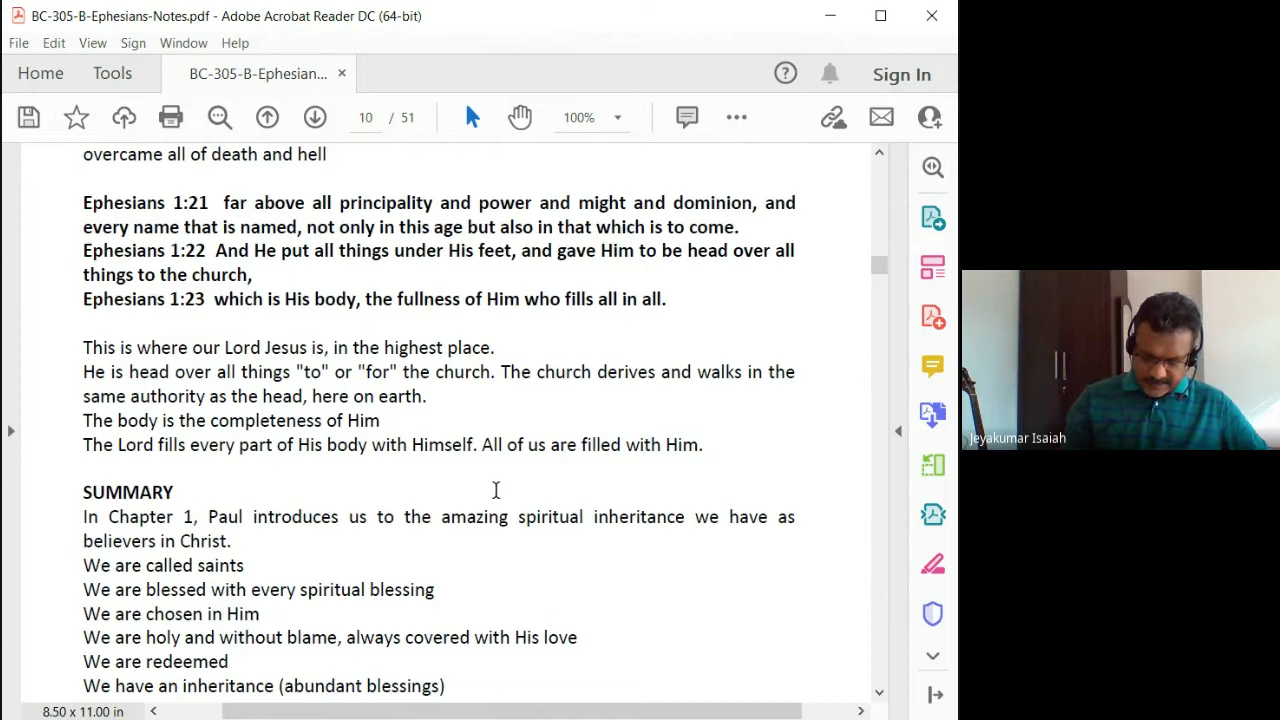 BC-305-B-Ephesians-Notes.pdf - Adobe Acrobat Reader DC (64-bit)
File Edit View Sign Window Help
Home Tools BC-305-B-Ephesian... × Sign In
10 / 51 100%
overcame all of death and hell
Ephesians 1:21 far above all principality and power and might and dominion, and
every name that is named, not only in this age but also in that which is to come.
Ephesians 1:22 And He put all things under His feet, and gave Him to be head over all
things to the church,
Ephesians 1:23 which is His body, the fullness of Him who fills all in all.
This is where our Lord Jesus is, in the highest place.
He is head over all things "to" or "for" the church. The church derives and walks in the
same authority as the head, here on earth.
The body is the completeness of Him
The Lord fills every part of His body with Himself. All of us are filled with Him.
SUMMARY
In Chapter 1, Paul introduces us to the amazing spiritual inheritance we have as
believers in Christ.
We are called saints
We are blessed with every spiritual blessing
We are chosen in Him
We are holy and without blame, always covered with His love
We are redeemed
We have an inheritance (abundant blessings)
8.50 x 11.00 in
Jeyakumar Isaiah